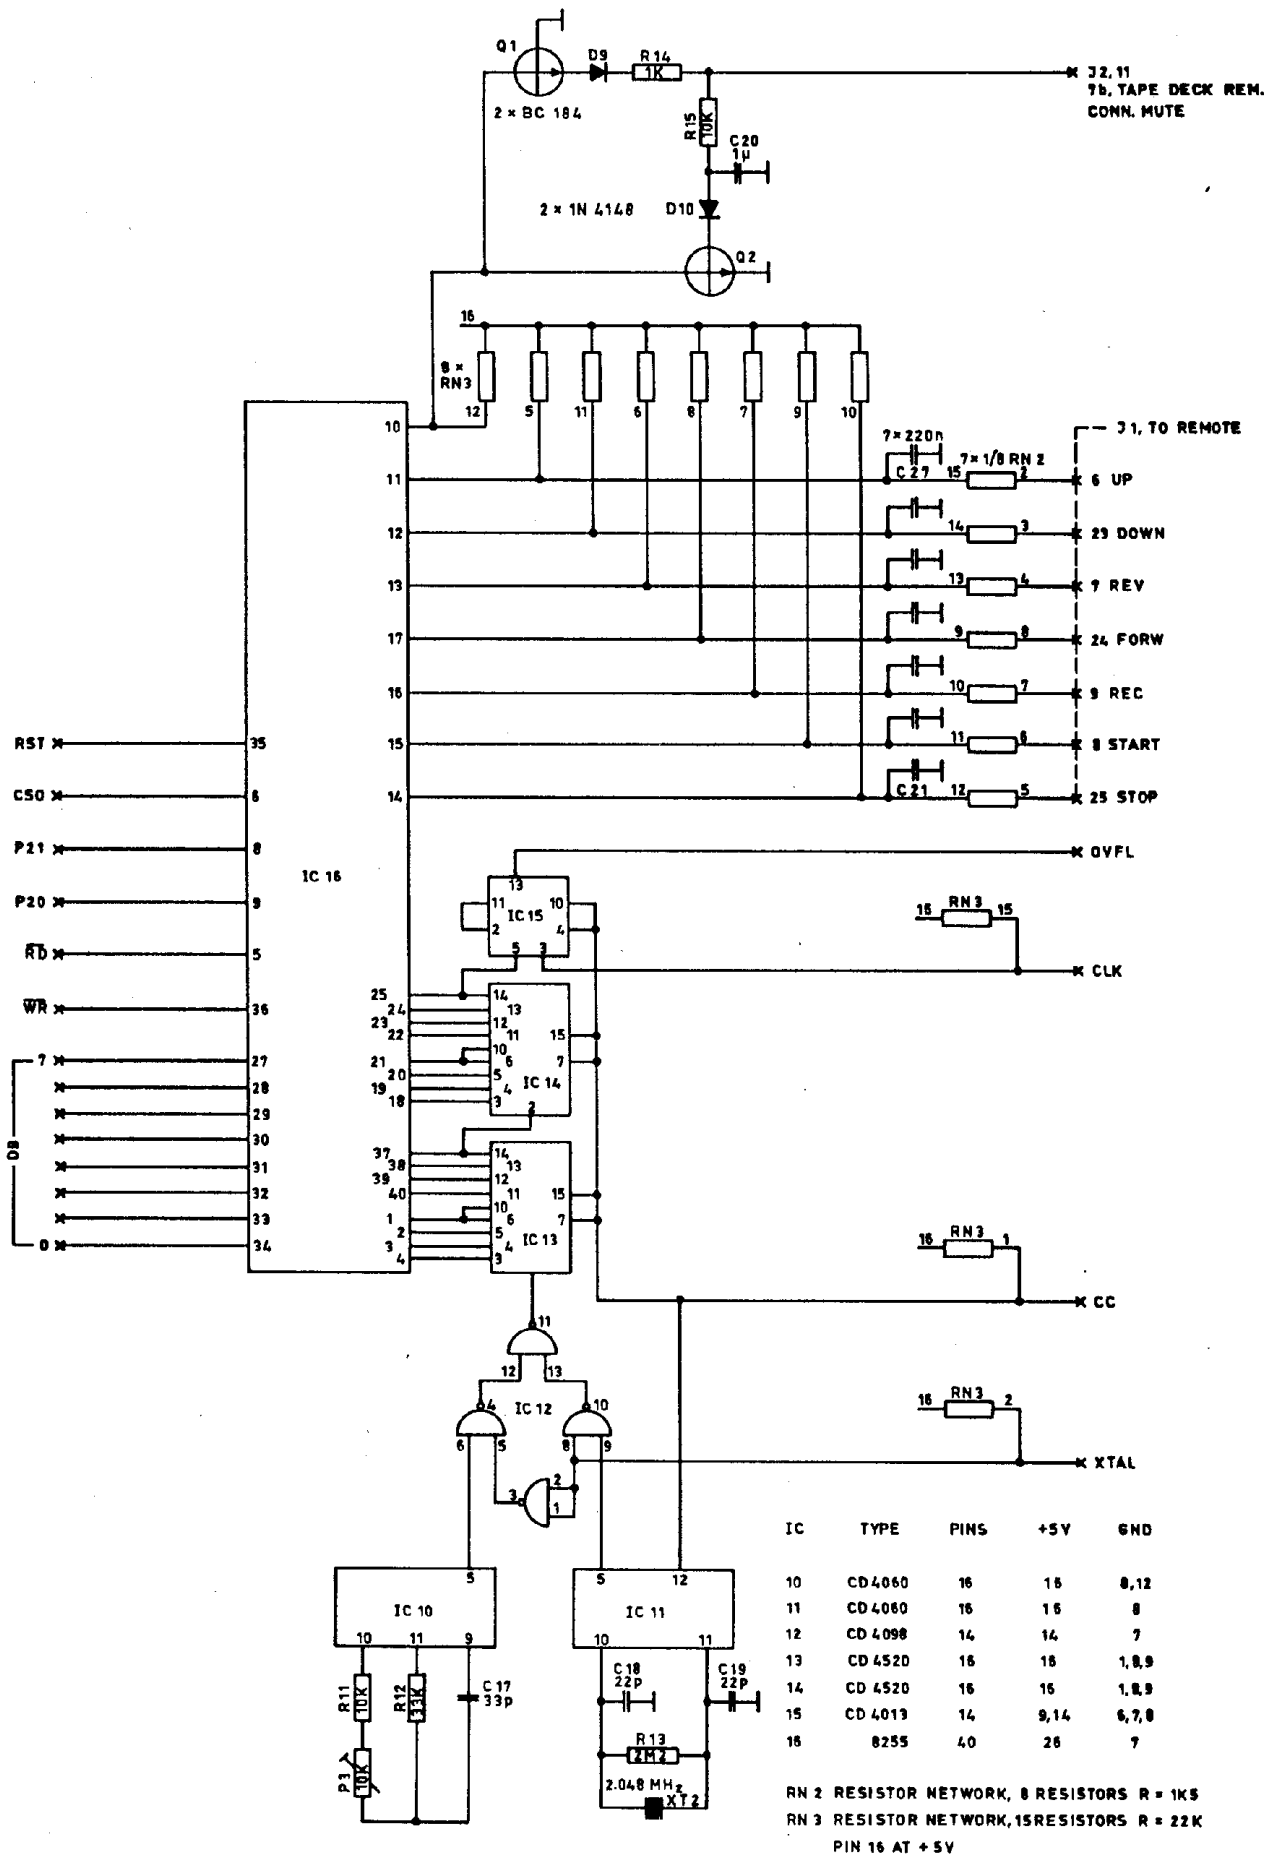 Q1
D9
R14
1K
J2, 11
7b, TAPE DECK REM.
CONN. MUTE
2 × BC 184
R15
10K
C20
1µ
2 × 1N 4148
D10
Q2
16
8 ×
RN3
12 5 11 6 8 7 9 10
J1, TO REMOTE
7 × 220n
7 × 1/8 RN 2
10
11
C27 15 2
6 UP
12
14 3
23 DOWN
13
13 4
7 REV
17
9 8
24 FORW
16
10 7
9 REC
RST
35
15
11 6
8 START
CS0
6
14
C21 12 5
25 STOP
P21
8
OVFL
IC 16
13
P20
9
11 IC 15 10
2 4
5 3
16 RN3 15
RD
5
CLK
WR
36
25 14
24 13
23 12
22 11
15
10
21 6
7
20 5
19 4
18 3
IC 14
2
DB
7
27
28
29
30
31
32
33
0
34
37 14
38 13
39 12
40 11
15
10
1 6
7
2 5
3 4
4 3
IC 13
16 RN3 1
CC
11
12 13
4 IC 12 10
6 5 8 9
3 2
1
16 RN3 2
XTAL
5
IC 10
10 11 9
5 12
IC 11
10 11
R11
10K
R12
33K
C17
33p
P3
10K
C18
22p
C19
22p
R13
2M2
2.048 MHz
XT2
IC TYPE PINS +5V GND
10 CD4060 16 16 8,12
11 CD4060 16 16 8
12 CD 4098 14 14 7
13 CD 4520 16 16 1,8,9
14 CD 4520 16 16 1,8,9
15 CD 4013 14 9,14 6,7,8
16 8255 40 26 7
RN 2 RESISTOR NETWORK, 8 RESISTORS R = 1K5
RN 3 RESISTOR NETWORK, 15 RESISTORS R = 22K
PIN 16 AT + 5V